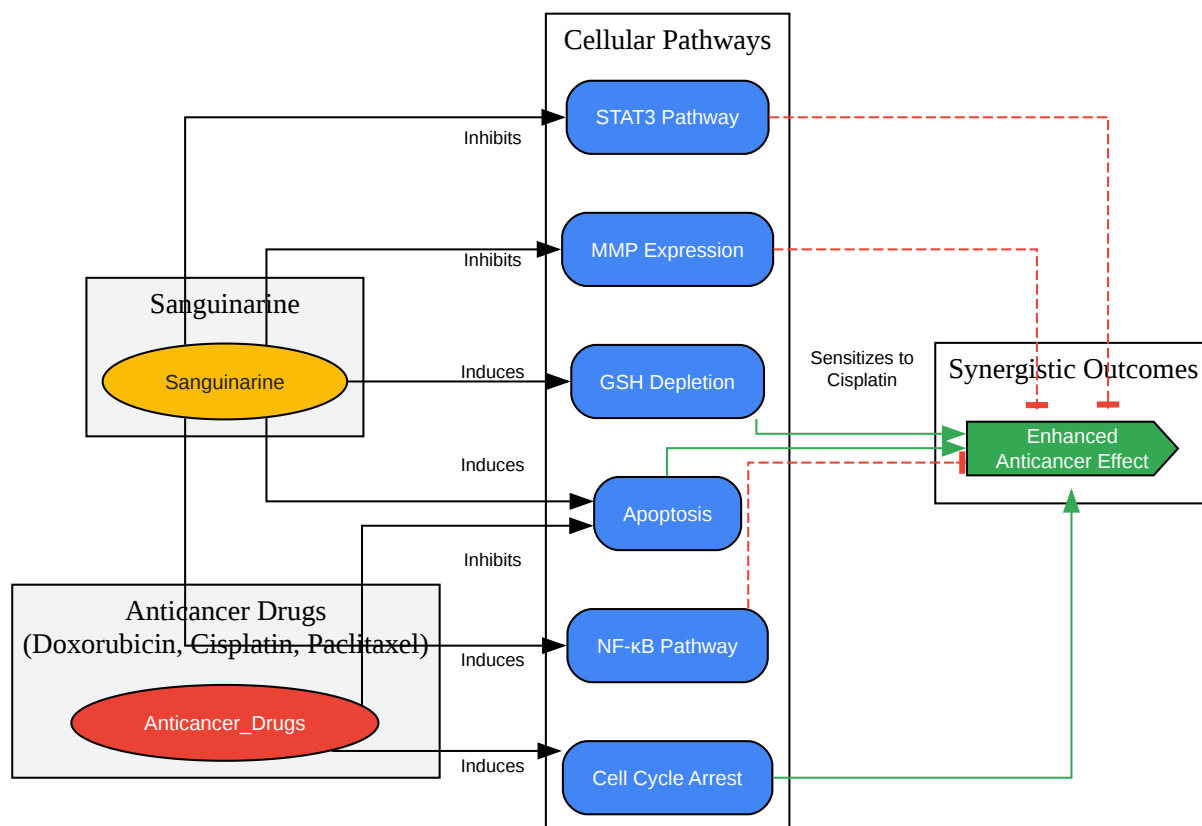 Cellular Pathways
STAT3 Pathway
Inhibits
MMP Expression
Inhibits
Sanguinarine
Sanguinarine
Induces
GSH Depletion
Sensitizes to
Cisplatin
Synergistic Outcomes
Enhanced
Anticancer Effect
Induces
Apoptosis
Inhibits
Anticancer Drugs
(Doxorubicin, Cisplatin, Paclitaxel)
NF-κB Pathway
Induces
Anticancer_Drugs
Induces
Cell Cycle Arrest